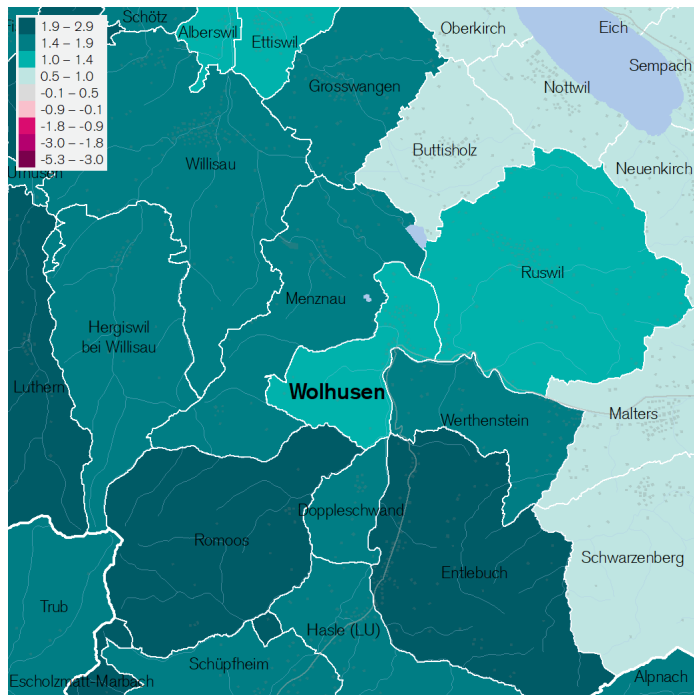 1.9 – 2.9
1.4 – 1.9
1.0 – 1.4
0.5 – 1.0
-0.1 – 0.5
-0.9 – -0.1
-1.8 – -0.9
-3.0 – -1.8
-5.3 – -3.0
Schötz
Alberswil
Ettiswil
Oberkirch
Eich
Sempach
Nottwil
Grosswangen
Buttisholz
Willisau
Neuenkirch
Ruswil
Menznau
Hergiswil
bei Willisau
Luthern
Wolhusen
Werthenstein
Malters
Doppleschwand
Romoos
Entlebuch
Schwarzenberg
Trub
Hasle (LU)
Schüpfheim
Escholzmatt-Marbach
Alpnach